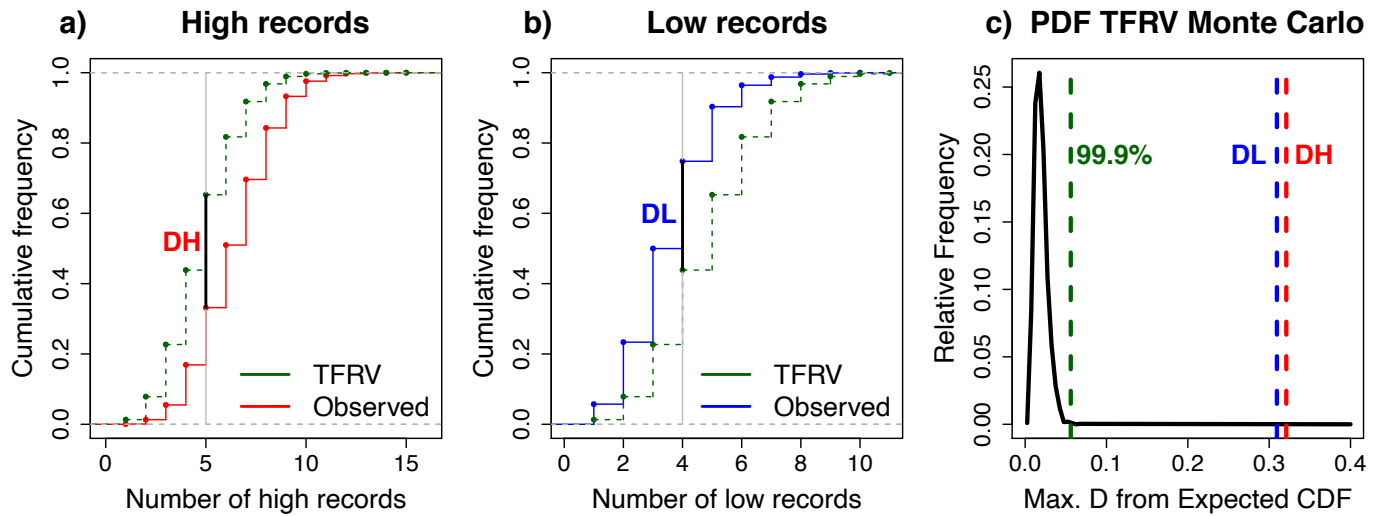 a) High records
Cumulative frequency
0.0 0.2 0.4 0.6 0.8 1.0
DH
TFRV
Observed
0 5 10 15
Number of high records
b) Low records
Cumulative frequency
0.0 0.2 0.4 0.6 0.8 1.0
DL
TFRV
Observed
0 2 4 6 8 10
Number of low records
c) PDF TFRV Monte Carlo
Relative Frequency
0.00 0.05 0.10 0.15 0.20 0.25
99.9% DL DH
0.0 0.1 0.2 0.3 0.4
Max. D from Expected CDF